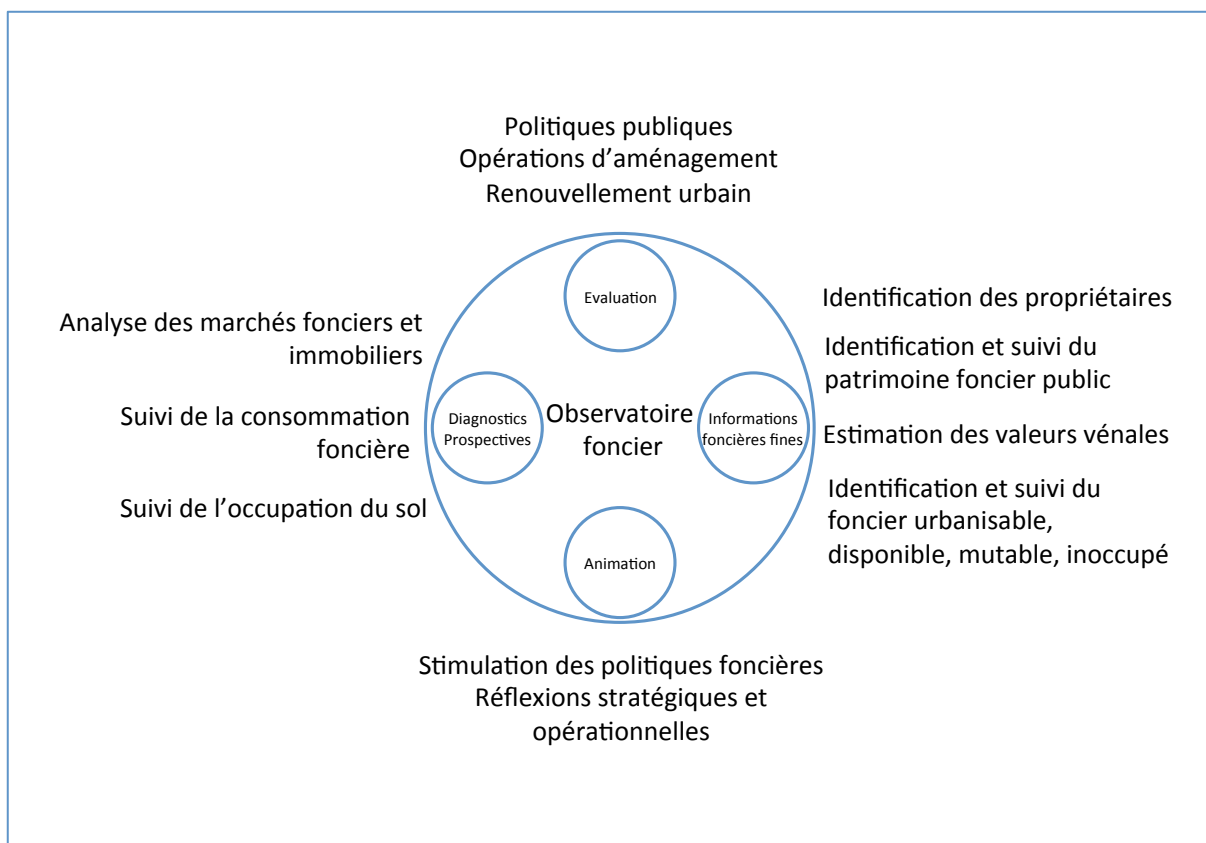 Politiques publiques
Opérations d’aménagement
Renouvellement urbain
Evaluation
Analyse des marchés fonciers et
immobiliers
Suivi de la consommation
foncière
Suivi de l’occupation du sol
Diagnostics
Prospectives
Observatoire
foncier
Informations
foncières fines
Identification des propriétaires
Identification et suivi du
patrimoine foncier public
Estimation des valeurs vénales
Identification et suivi du
foncier urbanisable,
disponible, mutable, inoccupé
Animation
Stimulation des politiques foncières
Réflexions stratégiques et
opérationnelles